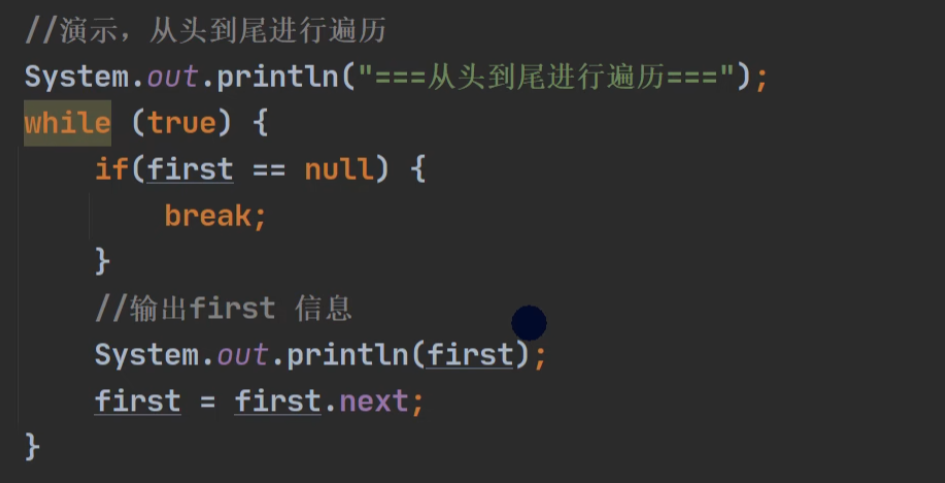 //演示，从头到尾进行遍历
System.out.println("===从头到尾进行遍历===");
while (true) {
    if(first == null) {
        break;
    }
    //输出first 信息
    System.out.println(first);
    first = first.next;
}